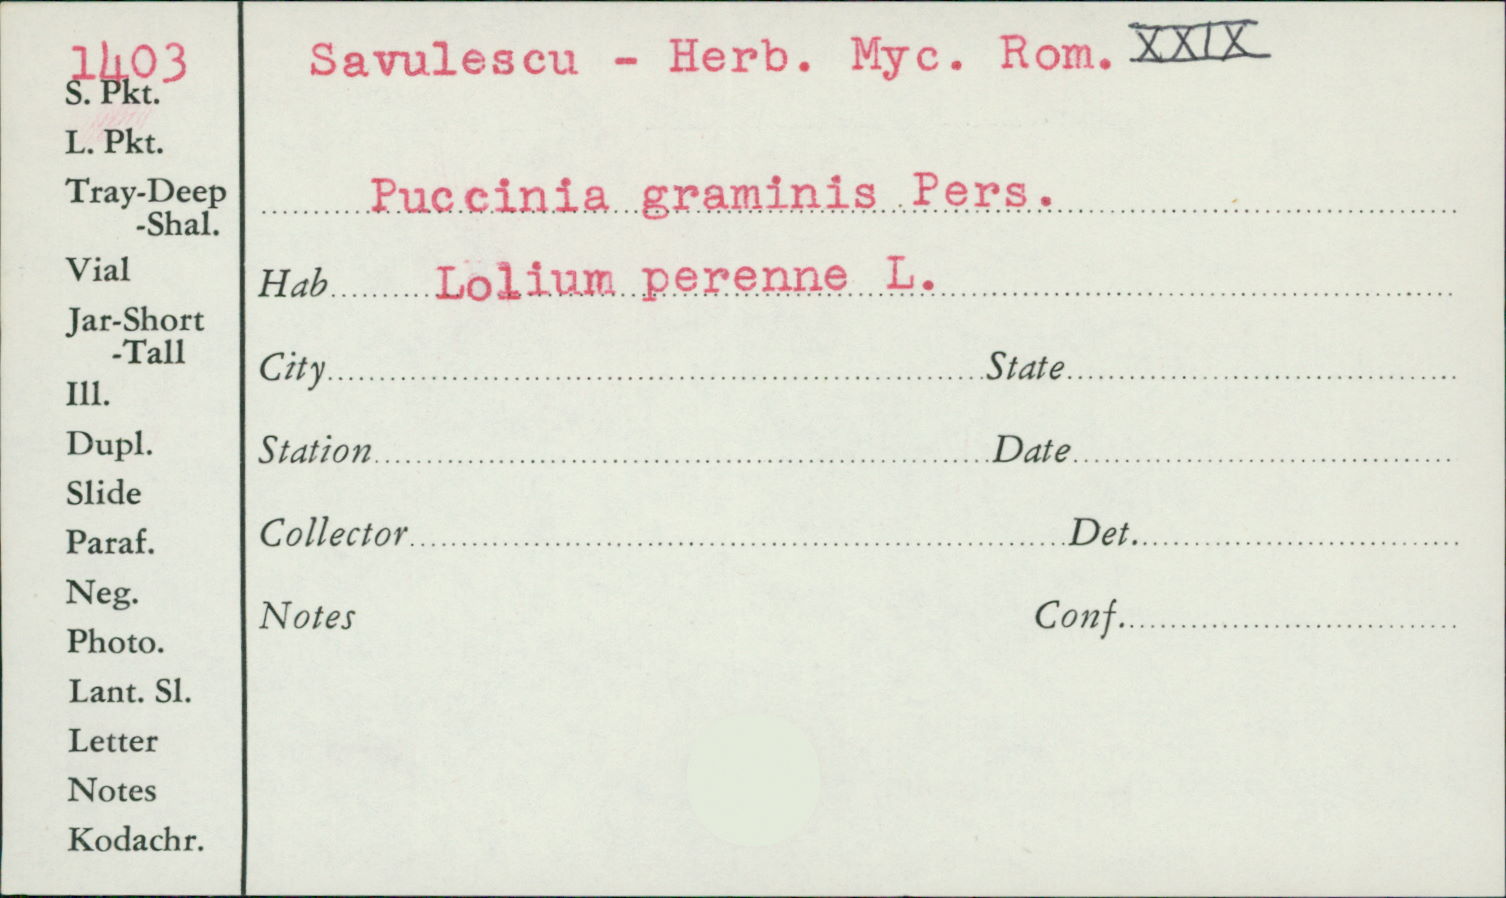 1403
S. Pkt.
L. Pkt.
Tray-Deep
-Shal.
Vial
Jar-Short
-Tall
Ill.
Dupl.
Slide
Paraf.
Neg.
Photo.
Lant. Sl.
Letter
Notes
Kodachr.
Savulescu - Herb. Myc. Rom. XXIX
Puccinia graminis Pers.
Hab Lolium perenne L.
City State
Station Date
Collector Det.
Notes Conf.